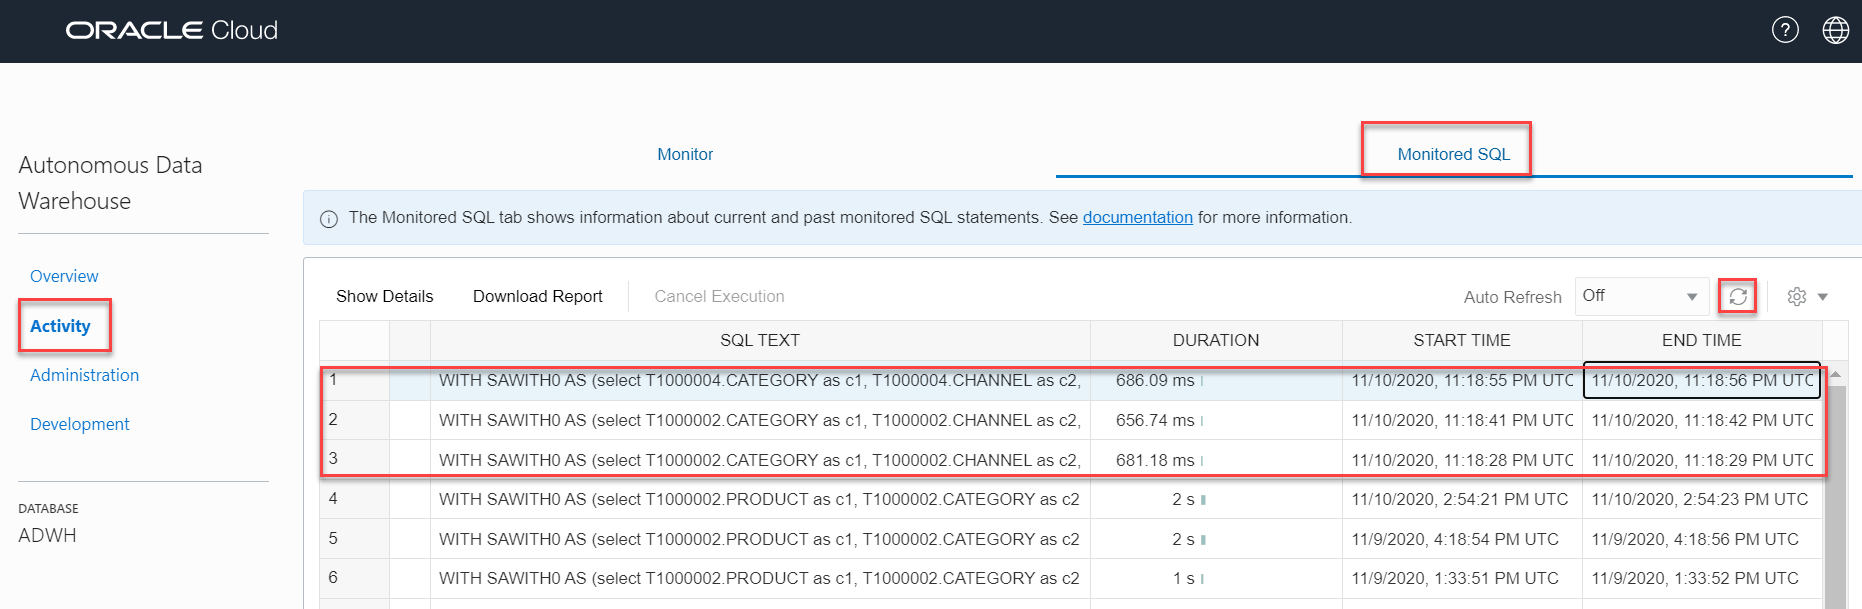 ORACLE Cloud
?
Autonomous Data
Warehouse
Overview
Activity
Administration
Development
DATABASE
ADWH
Monitor
Monitored SQL
The Monitored SQL tab shows information about current and past monitored SQL statements. See documentation for more information.
Show Details Download Report Cancel Execution Auto Refresh Off
SQL TEXT DURATION START TIME END TIME
1 WITH SAWITH0 AS (select T1000004.CATEGORY as c1, T1000004.CHANNEL as c2, 686.09 ms 11/10/2020, 11:18:55 PM UTC 11/10/2020, 11:18:56 PM UTC
2 WITH SAWITH0 AS (select T1000002.CATEGORY as c1, T1000002.CHANNEL as c2, 656.74 ms 11/10/2020, 11:18:41 PM UTC 11/10/2020, 11:18:42 PM UTC
3 WITH SAWITH0 AS (select T1000002.CATEGORY as c1, T1000002.CHANNEL as c2, 681.18 ms 11/10/2020, 11:18:28 PM UTC 11/10/2020, 11:18:29 PM UTC
4 WITH SAWITH0 AS (select T1000002.PRODUCT as c1, T1000002.CATEGORY as c2 2 s 11/10/2020, 2:54:21 PM UTC 11/10/2020, 2:54:23 PM UTC
5 WITH SAWITH0 AS (select T1000002.PRODUCT as c1, T1000002.CATEGORY as c2 2 s 11/9/2020, 4:18:54 PM UTC 11/9/2020, 4:18:56 PM UTC
6 WITH SAWITH0 AS (select T1000002.PRODUCT as c1, T1000002.CATEGORY as c2 1 s 11/9/2020, 1:33:51 PM UTC 11/9/2020, 1:33:52 PM UTC